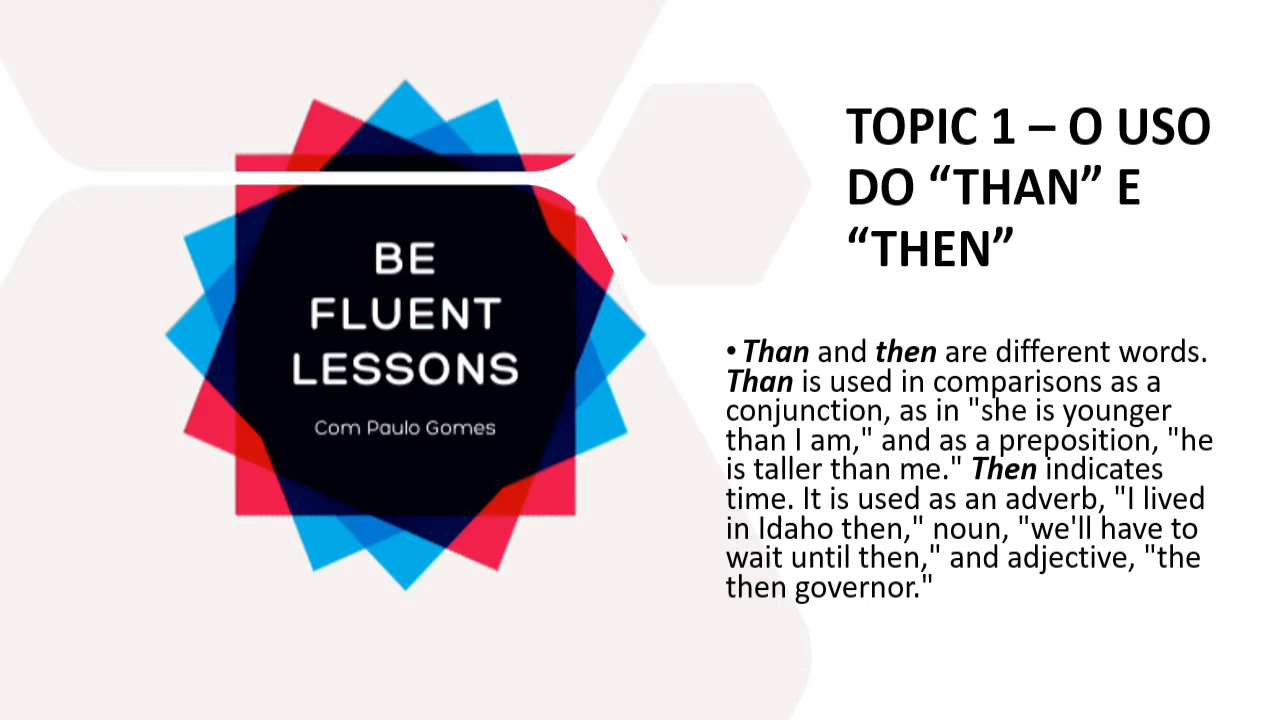 BE
FLUENT
LESSONS
Com Paulo Gomes
TOPIC 1 – O USO
DO “THAN” E
“THEN”
• Than and then are different words.
Than is used in comparisons as a
conjunction, as in "she is younger
than I am," and as a preposition, "he
is taller than me." Then indicates
time. It is used as an adverb, "I lived
in Idaho then," noun, "we'll have to
wait until then," and adjective, "the
then governor."